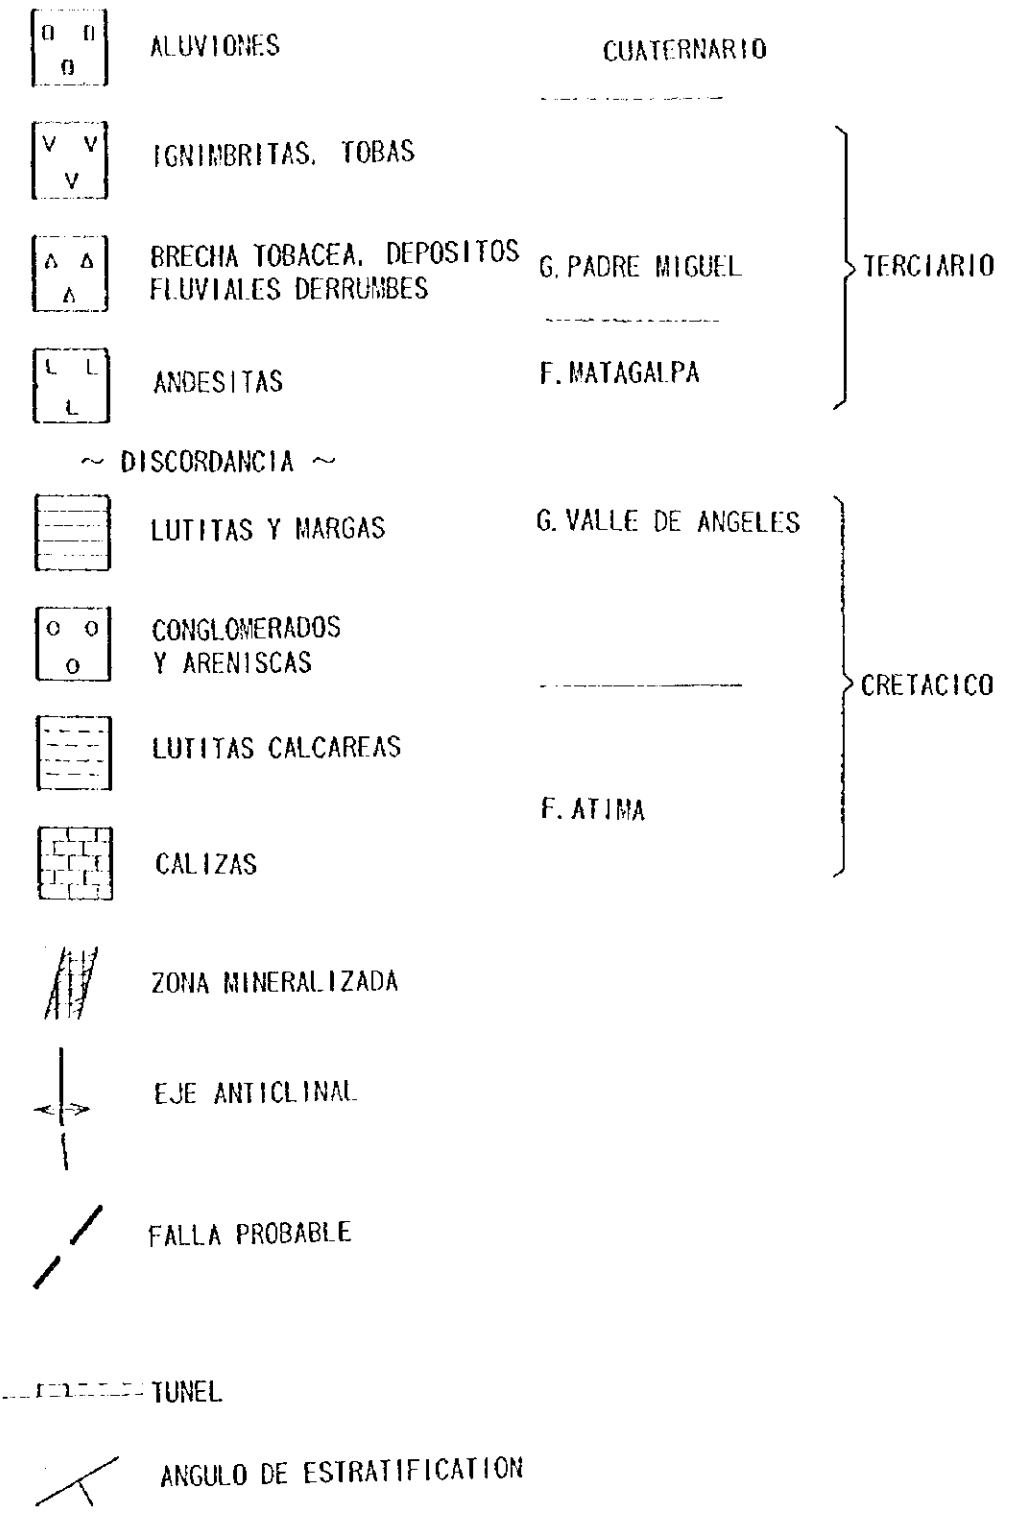 ALUVIONES
CUATERNARIO
IGNIMBRITAS, TOBAS
BRECHA TOBACEA, DEPOSITOS
FLUVIALES DERRUMBES
G. PADRE MIGUEL
TERCIARIO
ANDESITAS
F. MATAGALPA
~ DISCORDANCIA ~
LUTITAS Y MARGAS
G. VALLE DE ANGELES
CONGLOMERADOS
Y ARENISCAS
CRETACICO
LUTITAS CALCAREAS
F. ATIMA
CALIZAS
ZONA MINERALIZADA
EJE ANTICLINAL
FALLA PROBABLE
TUNEL
ANGULO DE ESTRATIFICATION